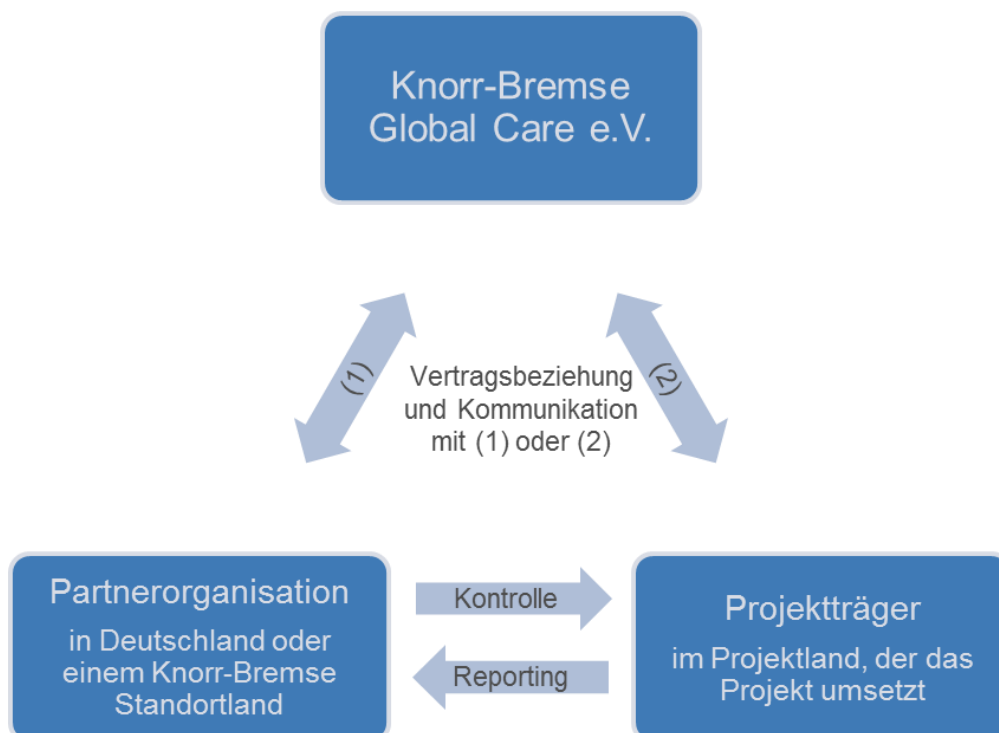 Knorr-Bremse
Global Care e.V.
(1)
Vertragsbeziehung
und Kommunikation
mit (1) oder (2)
(2)
Partnerorganisation
in Deutschland oder
einem Knorr-Bremse
Standortland
Kontrolle
Reporting
Projektträger
im Projektland, der das
Projekt umsetzt